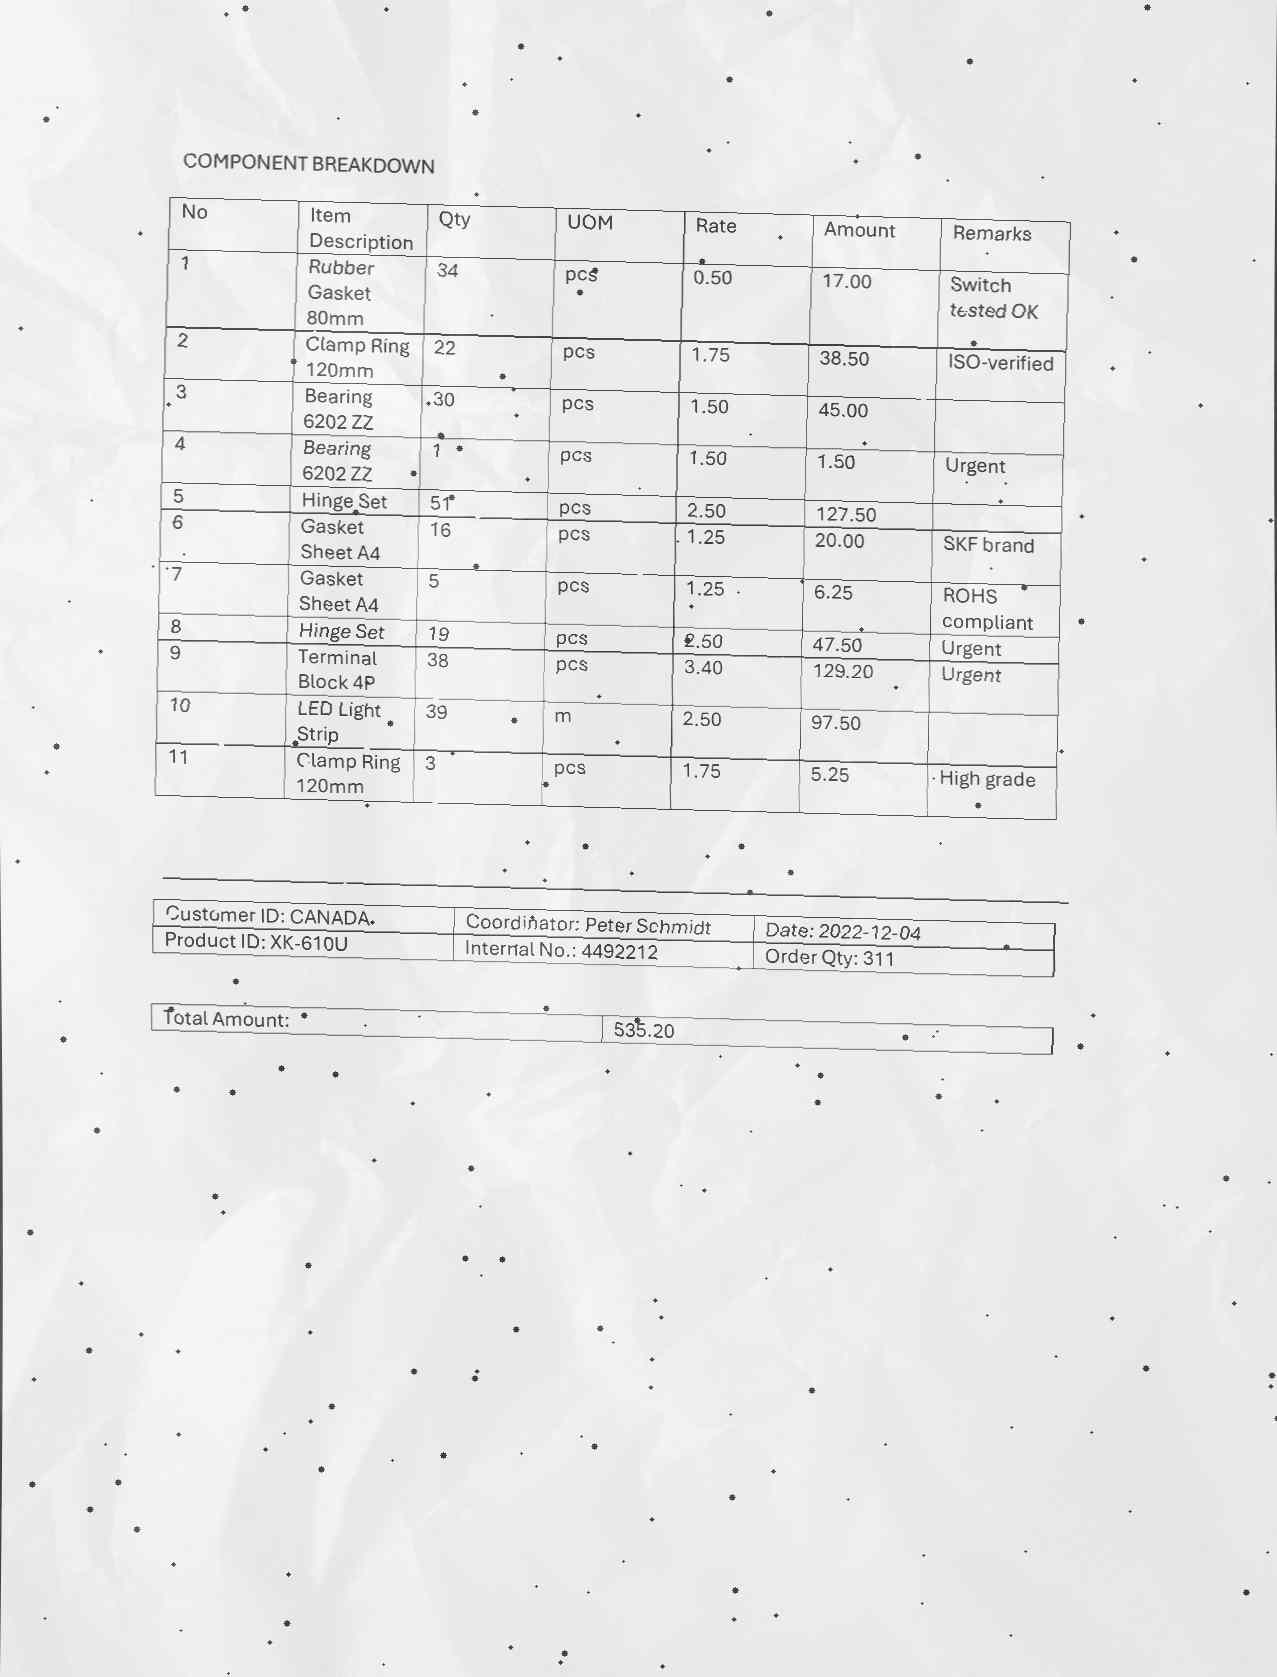 COMPONENT BREAKDOWN
No Item Description Qty UOM Rate Amount Remarks
1 Rubber Gasket 80mm 34 pcs 0.50 17.00 Switch tested OK
2 Clamp Ring 120mm 22 pcs 1.75 38.50 ISO-verified
3 Bearing 6202 ZZ 30 pcs 1.50 45.00
4 Bearing 6202 ZZ 1 pcs 1.50 1.50 Urgent
5 Hinge Set 51 pcs 2.50 127.50
6 Gasket Sheet A4 16 pcs 1.25 20.00 SKF brand
7 Gasket Sheet A4 5 pcs 1.25 6.25 ROHS compliant
8 Hinge Set 19 pcs 2.50 47.50 Urgent
9 Terminal Block 4P 38 pcs 3.40 129.20 Urgent
10 LED Light Strip 39 m 2.50 97.50
11 Clamp Ring 120mm 3 pcs 1.75 5.25 High grade
Customer ID: CANADA Coordinator: Peter Schmidt Date: 2022-12-04
Product ID: XK-610U Internal No.: 4492212 Order Qty: 311
Total Amount: 535.20